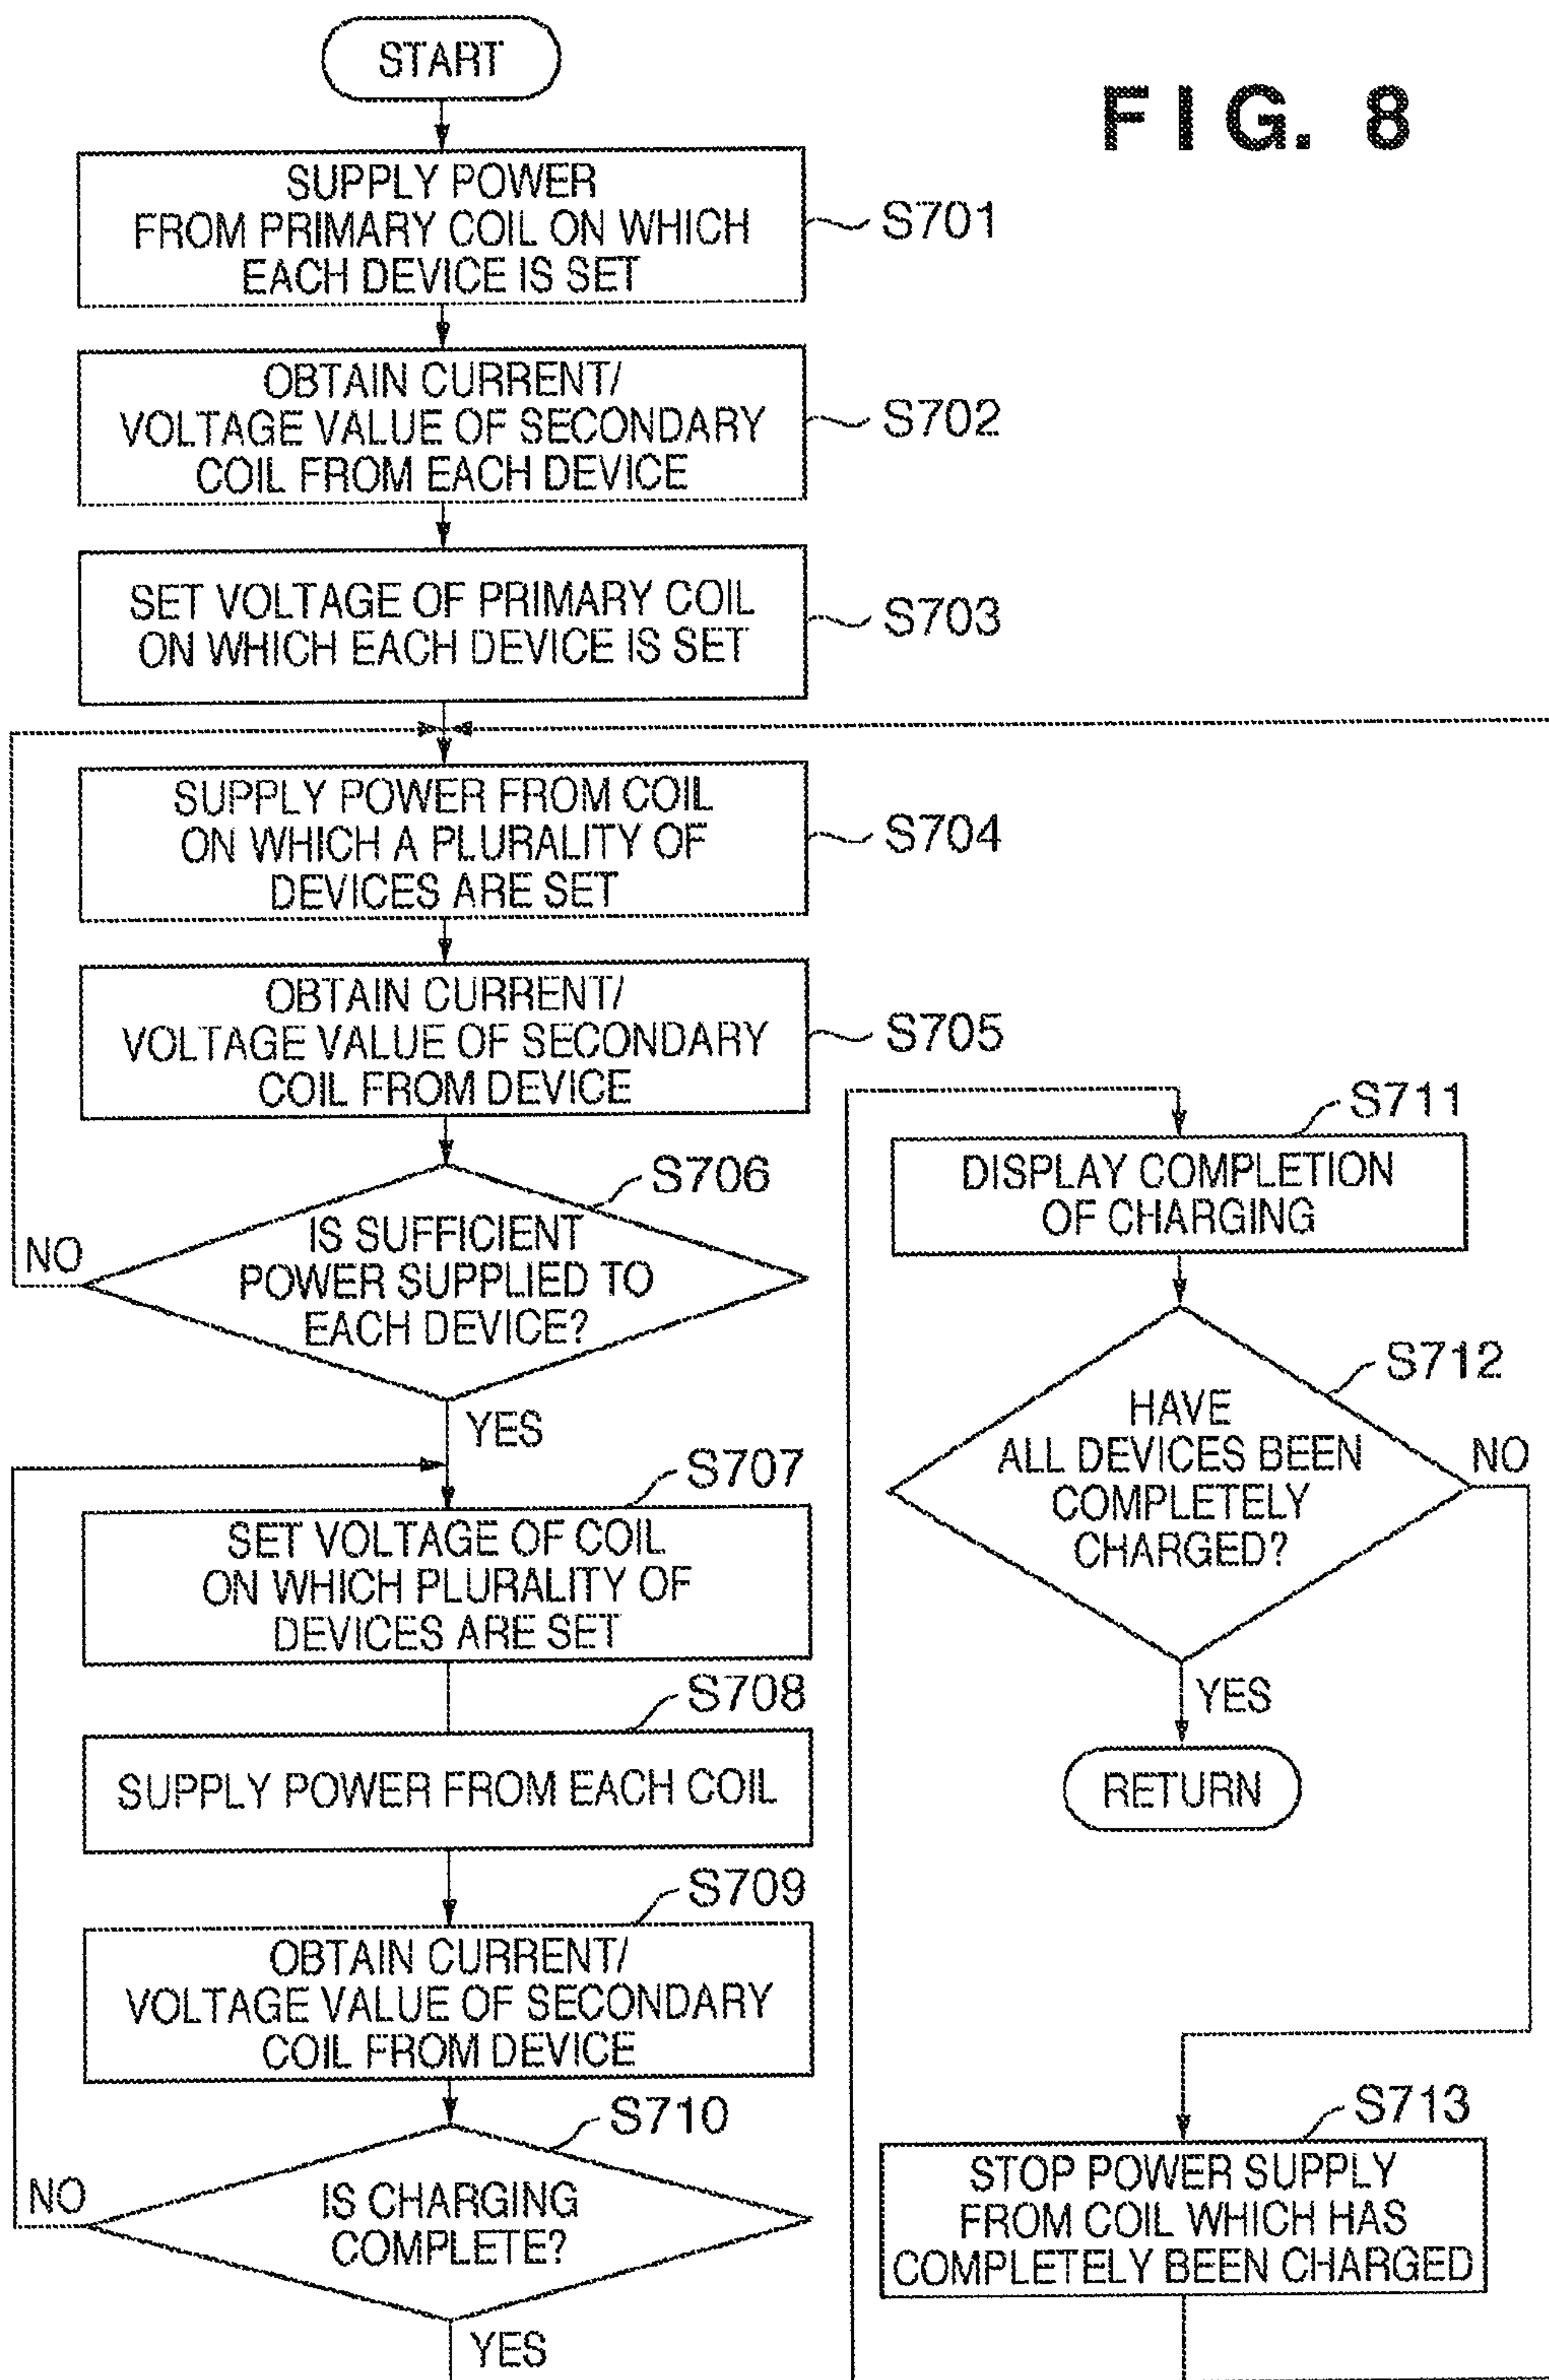 FIG. 8
START
SUPPLY POWER
FROM PRIMARY COIL ON WHICH
EACH DEVICE IS SET
S701
OBTAIN CURRENT/
VOLTAGE VALUE OF SECONDARY
COIL FROM EACH DEVICE
S702
SET VOLTAGE OF PRIMARY COIL
ON WHICH EACH DEVICE IS SET
S703
SUPPLY POWER FROM COIL
ON WHICH A PLURALITY OF
DEVICES ARE SET
S704
OBTAIN CURRENT/
VOLTAGE VALUE OF SECONDARY
COIL FROM DEVICE
S705
S706
IS SUFFICIENT
POWER SUPPLIED TO
EACH DEVICE?
NO
YES
S707
SET VOLTAGE OF COIL
ON WHICH PLURALITY OF
DEVICES ARE SET
S708
SUPPLY POWER FROM EACH COIL
S709
OBTAIN CURRENT/
VOLTAGE VALUE OF SECONDARY
COIL FROM DEVICE
S710
IS CHARGING
COMPLETE?
NO
YES
S711
DISPLAY COMPLETION
OF CHARGING
S712
HAVE
ALL DEVICES BEEN
COMPLETELY
CHARGED?
NO
YES
RETURN
S713
STOP POWER SUPPLY
FROM COIL WHICH HAS
COMPLETELY BEEN CHARGED